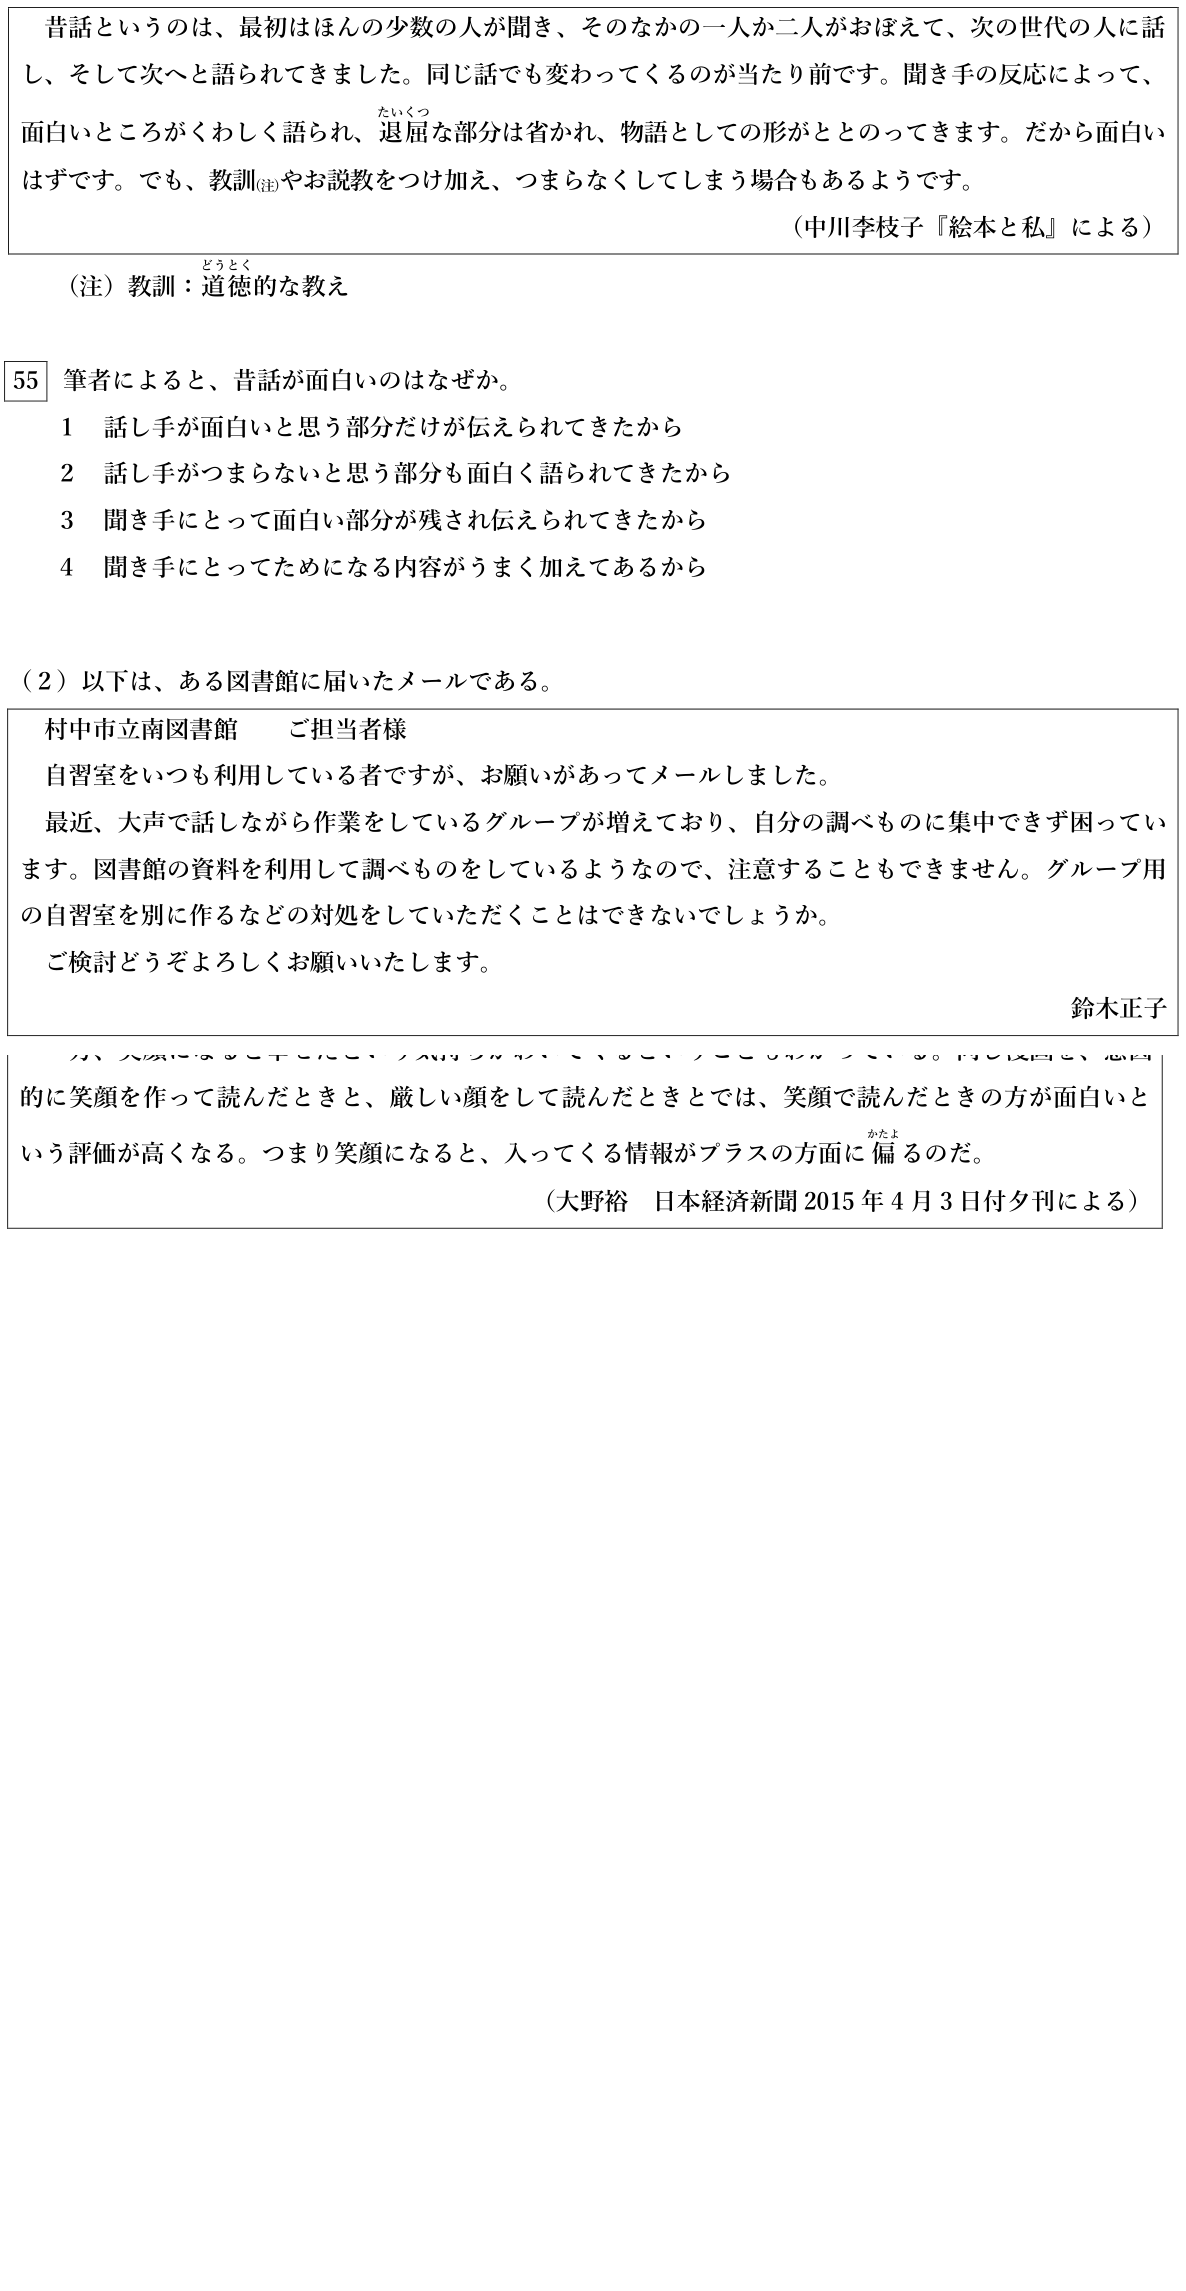 昔話というのは、最初はほんの少数の人が聞き、そのなかの一人か二人がおぼえて、次の世代の人に話
し、そして次へと語られてきました。同じ話でも変わってくるのが当たり前です。聞き手の反応によって、
たいくつ
面白いところがくわしく語られ、退屈な部分は省かれ、物語としての形がととのってきます。だから面白い
はずです。でも、教訓(注)やお説教をつけ加え、つまらなくしてしまう場合もあるようです。
（中川李枝子『絵本と私』による）
どうとく
（注）教訓：道徳的な教え
55 筆者によると、昔話が面白いのはなぜか。
1 話し手が面白いと思う部分だけが伝えられてきたから
2 話し手がつまらないと思う部分も面白く語られてきたから
3 聞き手にとって面白い部分が残され伝えられてきたから
4 聞き手にとってためになる内容がうまく加えてあるから
（２）以下は、ある図書館に届いたメールである。
村中市立南図書館　　ご担当者様
自習室をいつも利用している者ですが、お願いがあってメールしました。
最近、大声で話しながら作業をしているグループが増えており、自分の調べものに集中できず困ってい
ます。図書館の資料を利用して調べものをしているようなので、注意することもできません。グループ用
の自習室を別に作るなどの対処をしていただくことはできないでしょうか。
ご検討どうぞよろしくお願いいたします。
鈴木正子
的に笑顔を作って読んだときと、厳しい顔をして読んだときとでは、笑顔で読んだときの方が面白いと
かたよ
いう評価が高くなる。つまり笑顔になると、入ってくる情報がプラスの方面に偏るのだ。
（大野裕　日本経済新聞 2015 年 4 月 3 日付夕刊による）